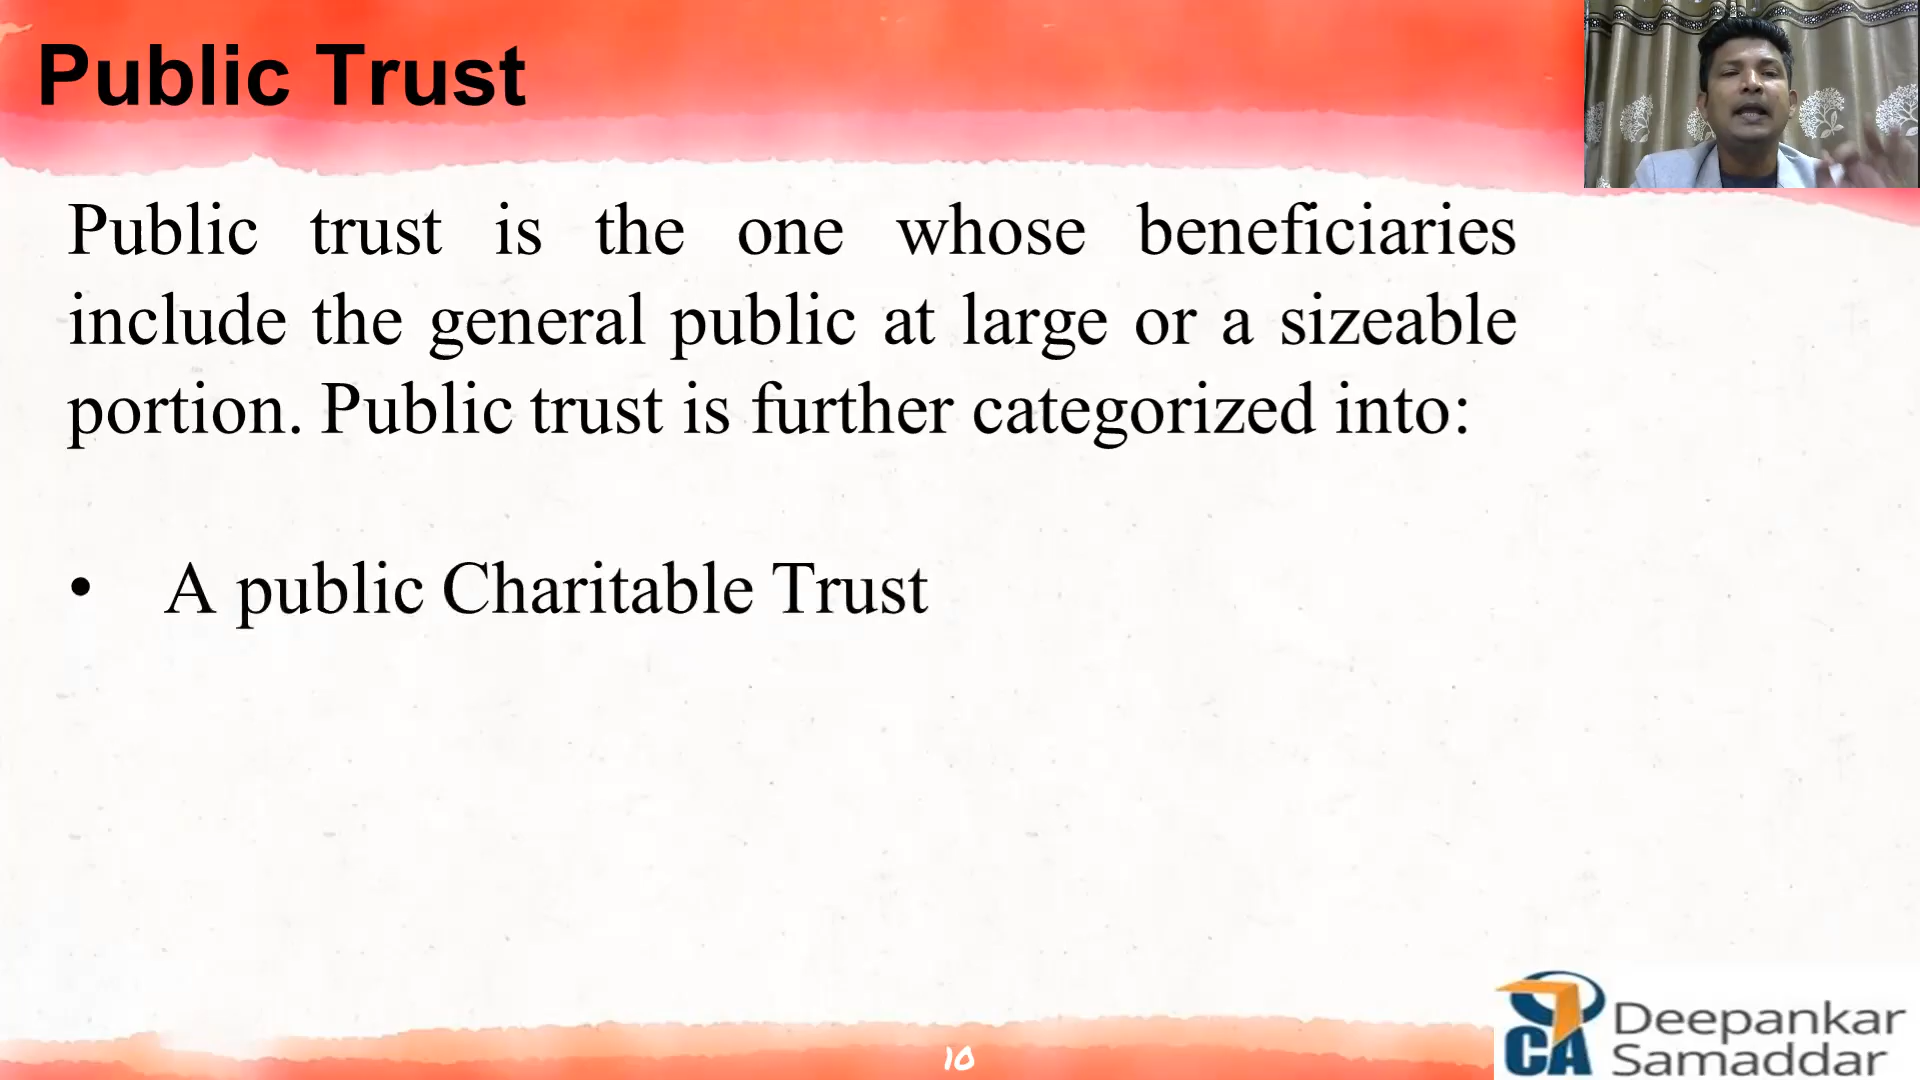 Public Trust
Public trust is the one whose beneficiaries
include the general public at large or a sizeable
portion. Public trust is further categorized into:
• A public Charitable Trust
10
CA
Deepankar
Samaddar